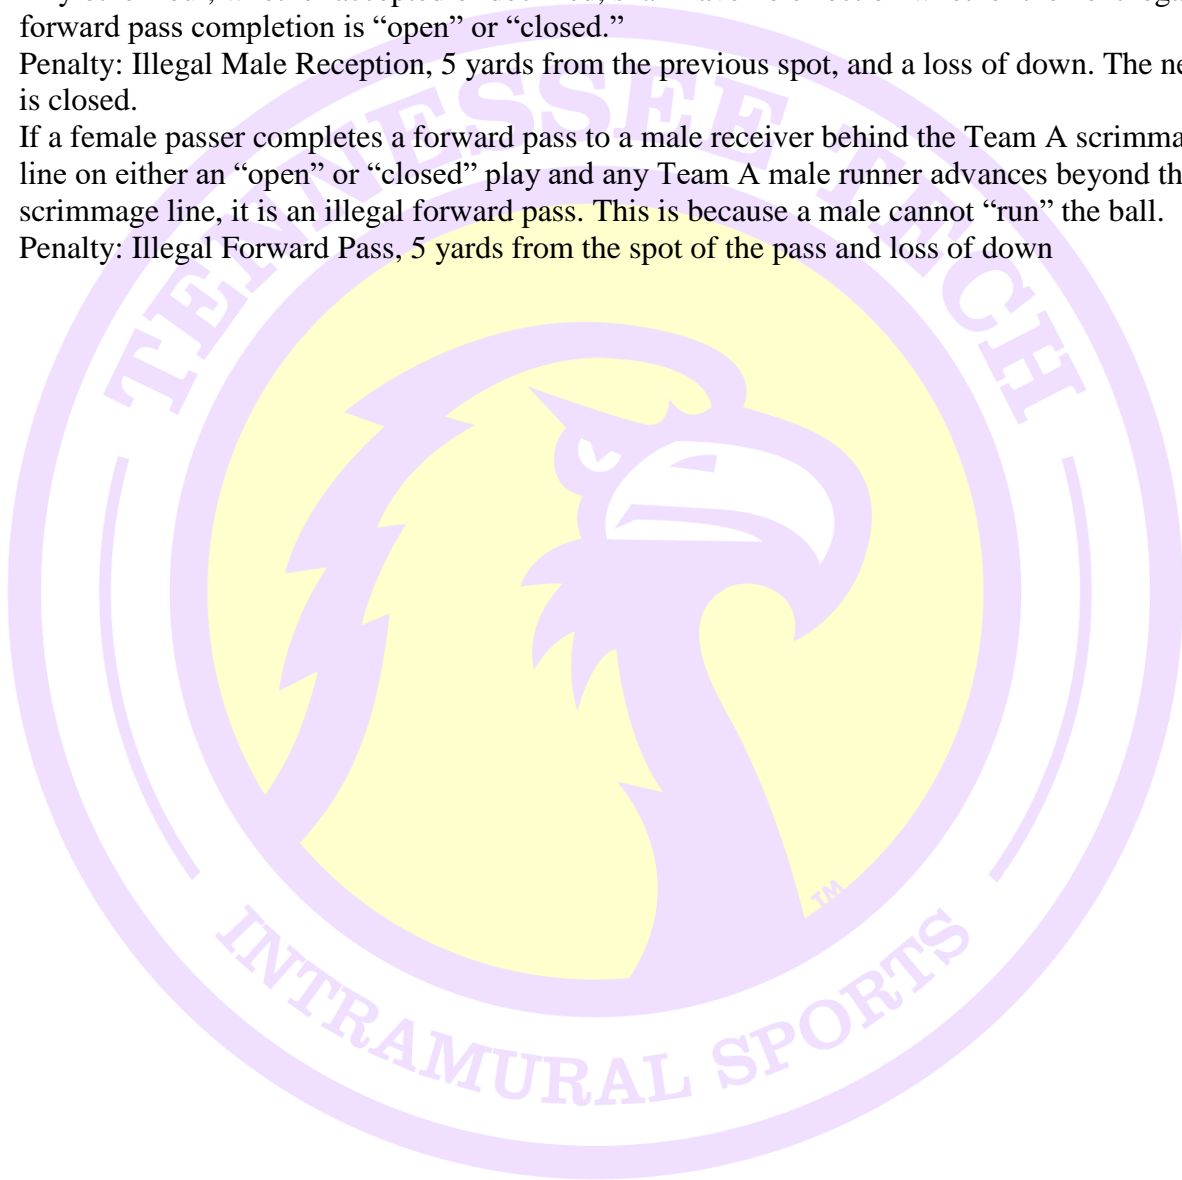 forward pass completion is “open” or “closed.”
Penalty: Illegal Male Reception, 5 yards from the previous spot, and a loss of down. The
is closed.
If a female passer completes a forward pass to a male receiver behind the Team A
line on either an “open” or “closed” play and any Team A male runner advances beyond
scrimmage line, it is an illegal forward pass. This is because a male cannot “run” the ball.
Penalty: Illegal Forward Pass, 5 yards from the spot of the pass and loss of down
TENNESSEE TECH
TM
INTRAMURAL SPORTS